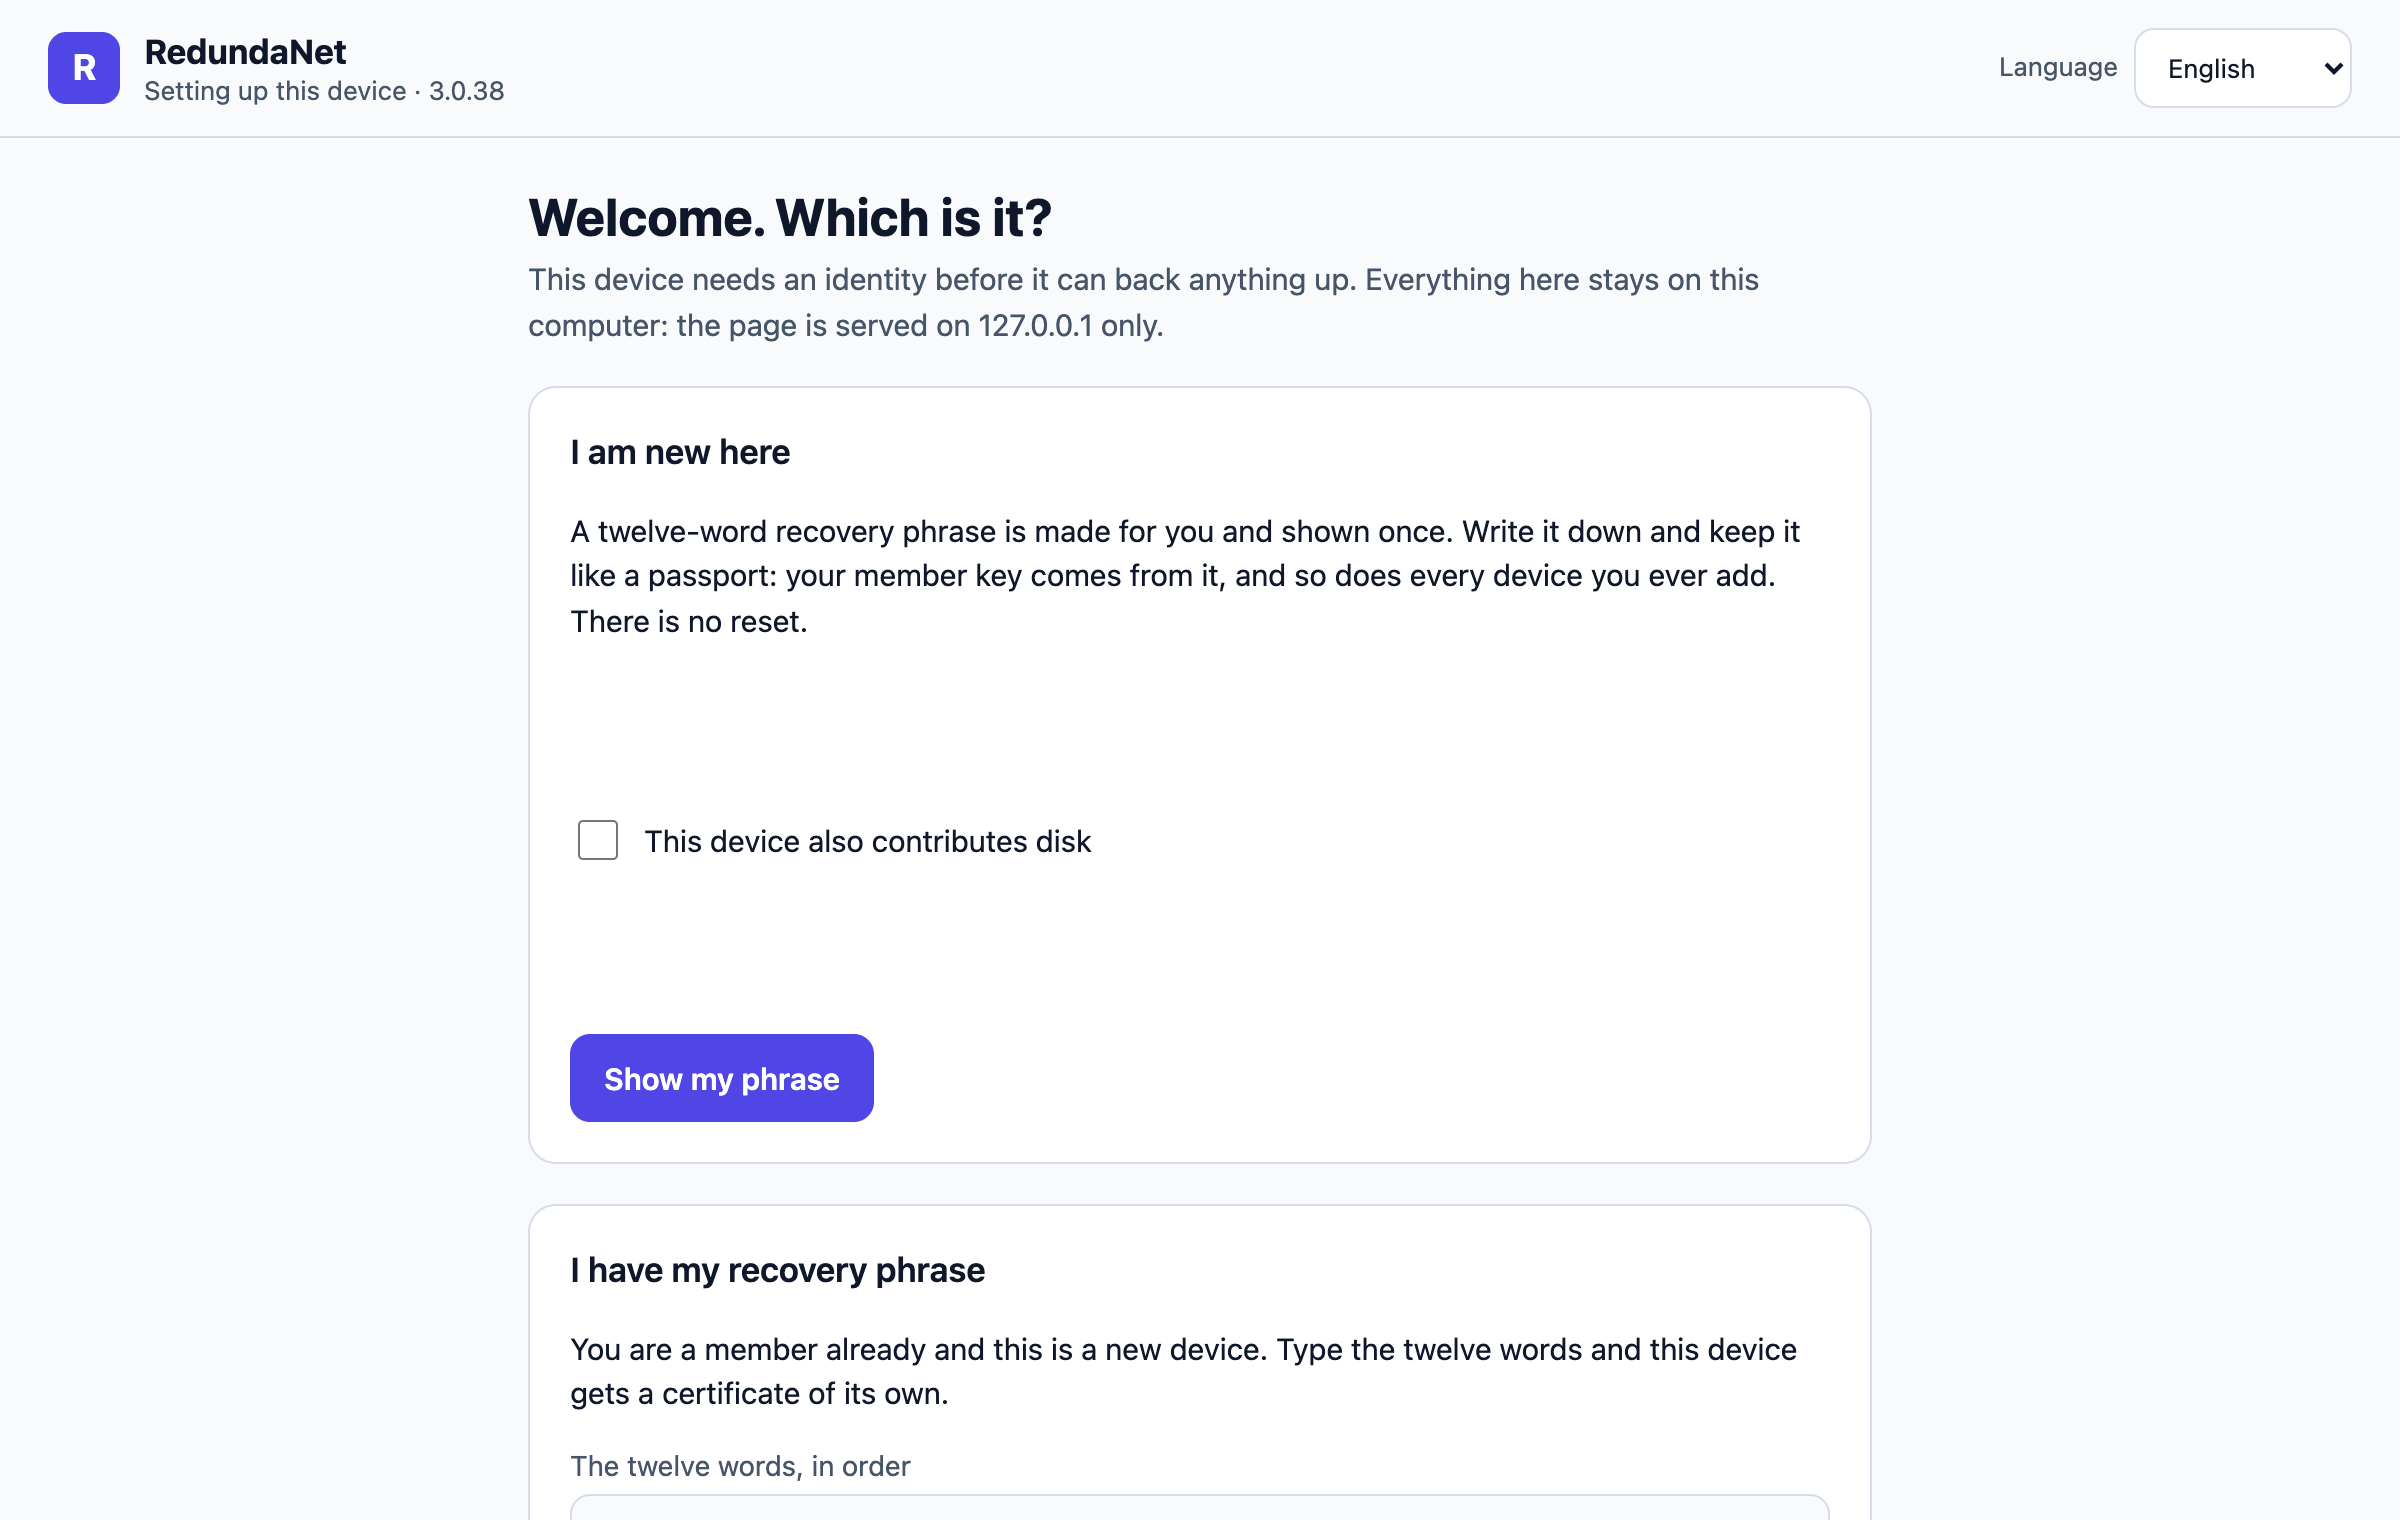 R
RedundaNet
Setting up this device · 3.0.38
Language
English
Welcome. Which is it?
This device needs an identity before it can back anything up. Everything here stays on this
computer: the page is served on 127.0.0.1 only.
I am new here
A twelve-word recovery phrase is made for you and shown once. Write it down and keep it
like a passport: your member key comes from it, and so does every device you ever add.
There is no reset.
This device also contributes disk
Show my phrase
I have my recovery phrase
You are a member already and this is a new device. Type the twelve words and this device
gets a certificate of its own.
The twelve words, in order